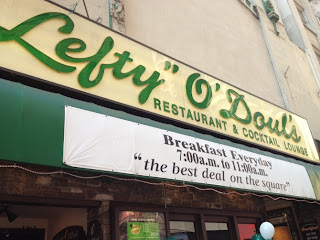 Lefty" O'Doul's
RESTAURANT & COCKTAIL LOUNGE
Breakfast Everyday
7:00a.m. to 11:00a.m.
"the best deal on the square"